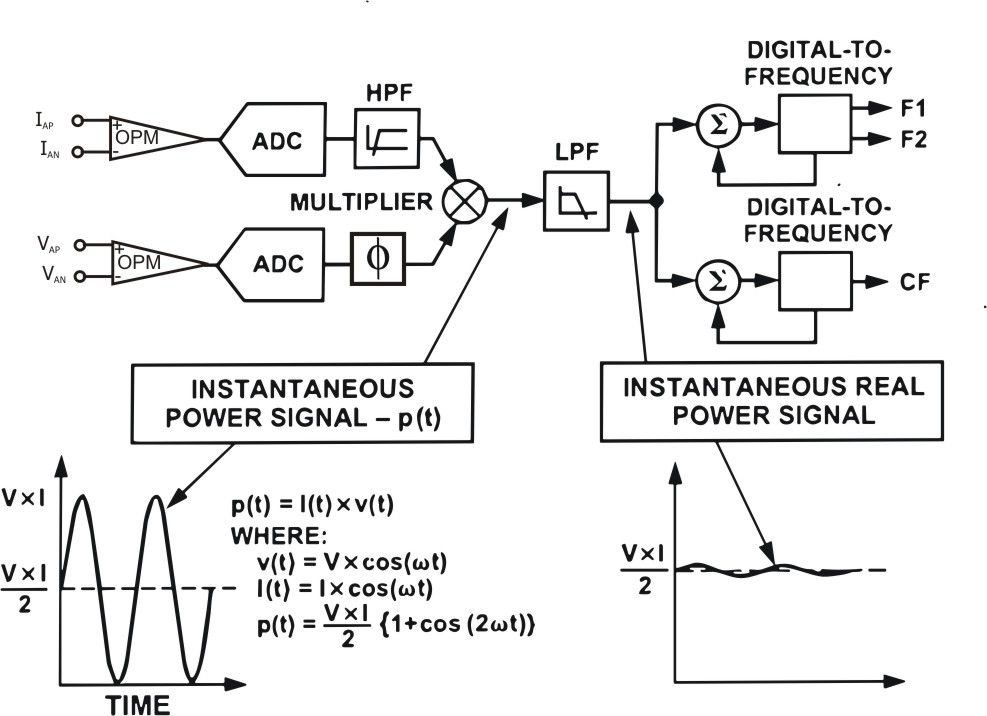 DIGITAL-TO-
FREQUENCY
HPF
I_AP
+
OPM
I_AN
-
ADC
F1
F2
Σ
LPF
MULTIPLIER
DIGITAL-TO-
FREQUENCY
V_AP
+
OPM
V_AN
-
ADC
ϕ
Σ
CF
INSTANTANEOUS
POWER SIGNAL – p(t)
INSTANTANEOUS REAL
POWER SIGNAL
V×I
V×I
2
TIME
p(t) = I(t)×v(t)
WHERE:
v(t) = V×cos(ωt)
I(t) = I×cos(ωt)
p(t) = V×I/2 {1+cos (2ωt)}
V×I
2